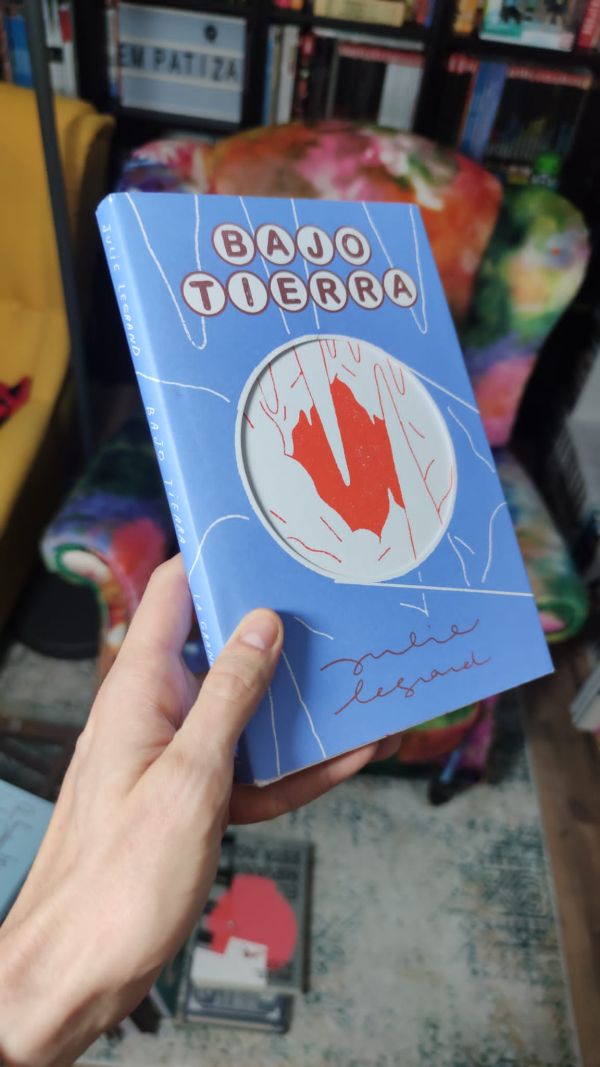 EMPATIZA
BAJO
TIERRA
julie
legrand
JULIE LEGRAND BAJO TIERRA